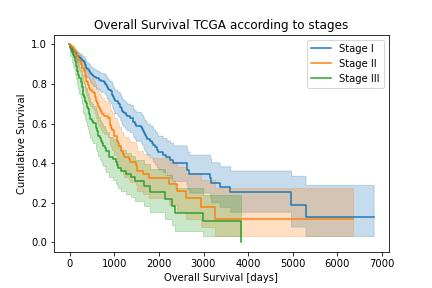 Overall Survival TCGA according to stages
Stage I
Stage II
Stage III
1.0
0.8
0.6
0.4
0.2
0.0
Cumulative Survival
0 1000 2000 3000 4000 5000 6000 7000
Overall Survival [days]